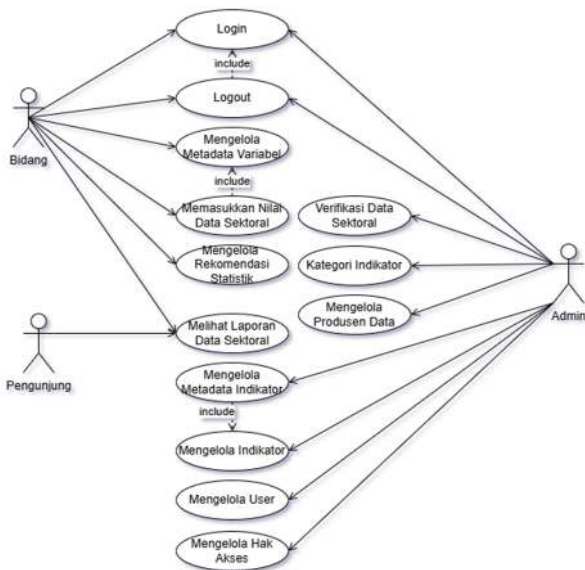 Login
include
Logout
Bidang
Mengelola
Metadata Variabel
include
Memasukkan Nilai
Data Sektoral
Verifikasi Data
Sektoral
Mengelola
Rekomendasi
Statistik
Kategori Indikator
Mengelola
Produsen Data
Admin
Melihat Laporan
Data Sektoral
Pengunjung
Mengelola
Metadata Indikator
include
Mengelola Indikator
Mengelola User
Mengelola Hak
Akses